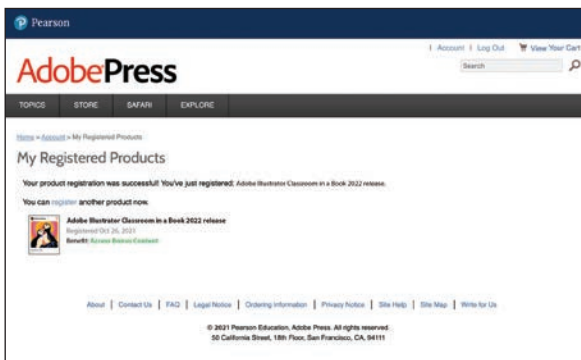 Pearson
| Account | Log Out View Your Cart
AdobePress
Search
TOPICS STORE SAFARI EXPLORE
Home > Account > My Registered Products
My Registered Products
Your product registration was successful! You've just registered: Adobe Illustrator Classroom in a Book 2022 release.
You can register another product now.
Adobe Illustrator Classroom in a Book 2022 release
Registered Oct 26, 2021
Benefit: Access Bonus Content
About | Contact Us | FAQ | Legal Notice | Ordering Information | Privacy Notice | Site Help | Site Map | Write for Us
© 2021 Pearson Education, Adobe Press. All rights reserved.
50 California Street, 18th Floor, San Francisco, CA, 94111